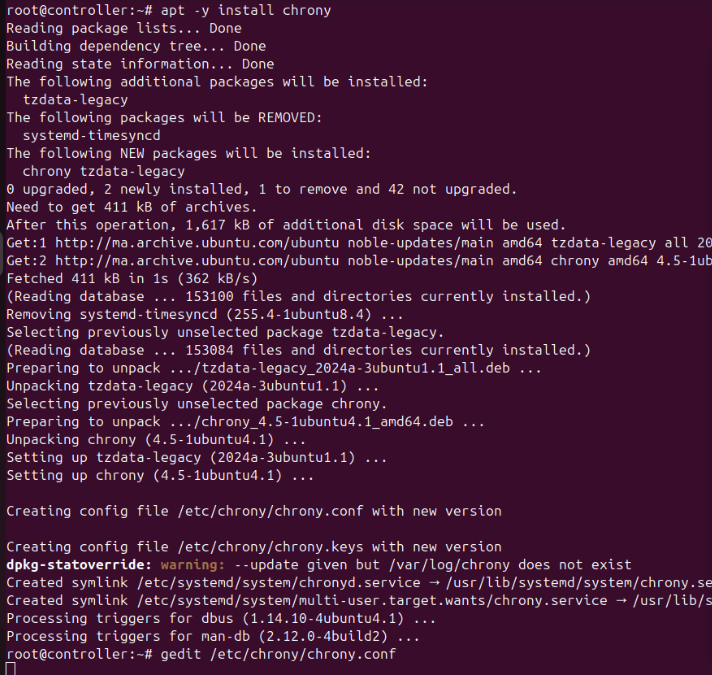 root@controller:~# apt -y install chrony
Reading package lists... Done
Building dependency tree... Done
Reading state information... Done
The following additional packages will be installed:
  tzdata-legacy
The following packages will be REMOVED:
  systemd-timesyncd
The following NEW packages will be installed:
  chrony tzdata-legacy
0 upgraded, 2 newly installed, 1 to remove and 42 not upgraded.
Need to get 411 kB of archives.
After this operation, 1,617 kB of additional disk space will be used.
Get:1 http://ma.archive.ubuntu.com/ubuntu noble-updates/main amd64 tzdata-legacy all 20
Get:2 http://ma.archive.ubuntu.com/ubuntu noble-updates/main amd64 chrony amd64 4.5-1ub
Fetched 411 kB in 1s (362 kB/s)
(Reading database ... 153100 files and directories currently installed.)
Removing systemd-timesyncd (255.4-1ubuntu8.4) ...
Selecting previously unselected package tzdata-legacy.
(Reading database ... 153084 files and directories currently installed.)
Preparing to unpack .../tzdata-legacy_2024a-3ubuntu1.1_all.deb ...
Unpacking tzdata-legacy (2024a-3ubuntu1.1) ...
Selecting previously unselected package chrony.
Preparing to unpack .../chrony_4.5-1ubuntu4.1_amd64.deb ...
Unpacking chrony (4.5-1ubuntu4.1) ...
Setting up tzdata-legacy (2024a-3ubuntu1.1) ...
Setting up chrony (4.5-1ubuntu4.1) ...

Creating config file /etc/chrony/chrony.conf with new version

Creating config file /etc/chrony/chrony.keys with new version
dpkg-statoverride: warning: --update given but /var/log/chrony does not exist
Created symlink /etc/systemd/system/chronyd.service → /usr/lib/systemd/system/chrony.se
Created symlink /etc/systemd/system/multi-user.target.wants/chrony.service → /usr/lib/s
Processing triggers for dbus (1.14.10-4ubuntu4.1) ...
Processing triggers for man-db (2.12.0-4build2) ...
root@controller:~# gedit /etc/chrony/chrony.conf